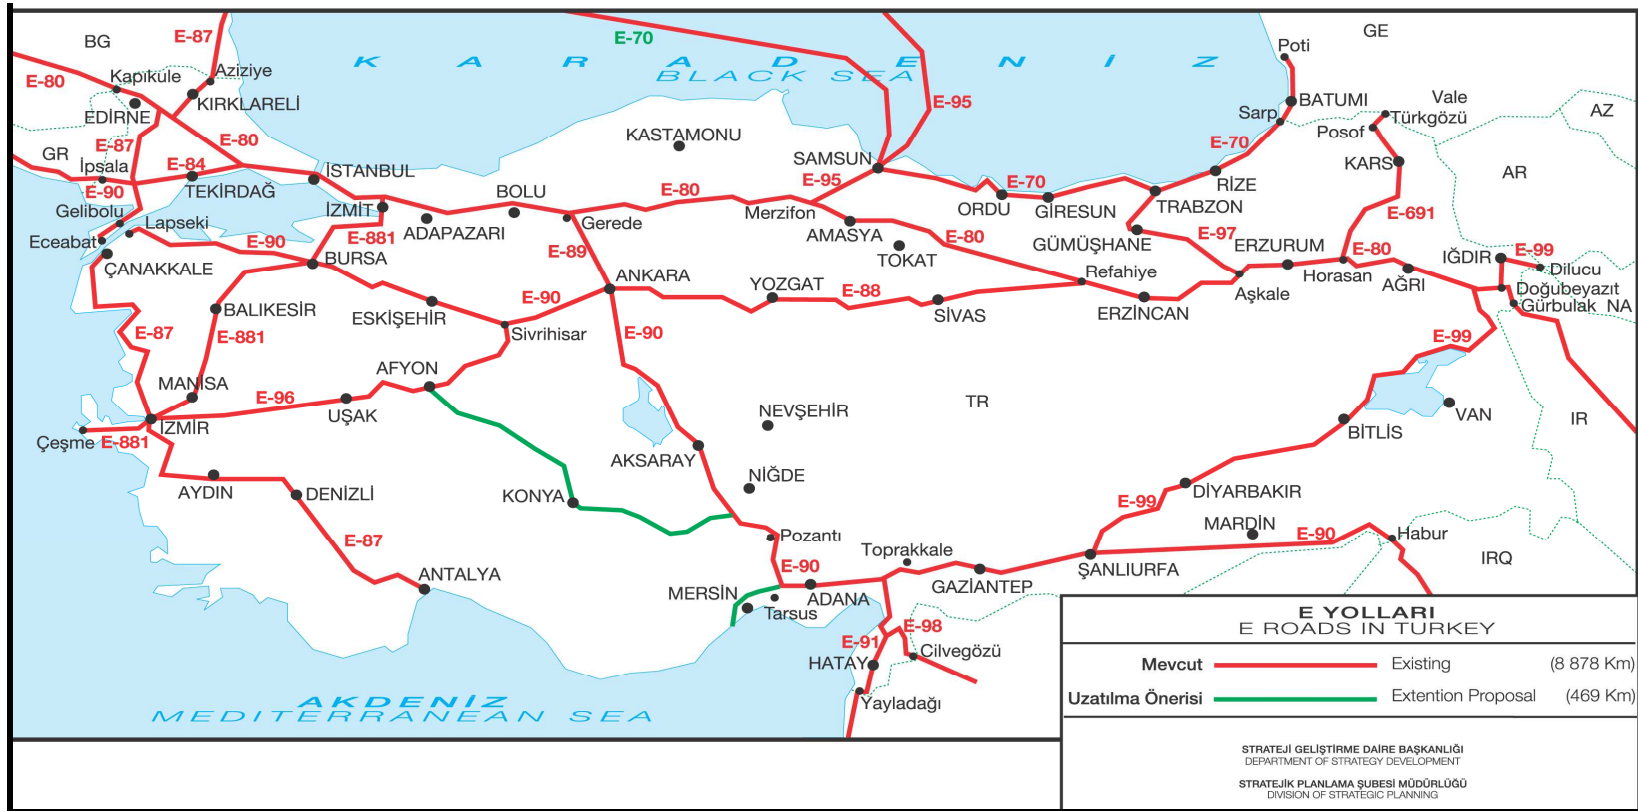 E-87
E-70
GE
BG
Poti
K A R A D E N I Z
BLACK SEA
E-80
Kapıkule
Aziziye
KIRKLARELİ
EDİRNE
E-95
BATUMI
Vale
AZ
Sarp
Türkgözü
Posof
KASTAMONU
E-87
E-80
GR
İpsala
E-84
İSTANBUL
SAMSUN
E-70
KARS
AR
E-90
TEKİRDAĞ
BOLU
E-80
E-95
E-70
RİZE
Gelibolu
Lapseki
İZMİT
Merzifon
ORDU
GİRESUN
TRABZON
E-691
Eceabat
ADAPAZARI
Gerede
AMASYA
E-90
E-881
E-80
GÜMÜŞHANE
E-97
ERZURUM
E-80
İĞDIR
E-99
BURSA
E-89
TOKAT
ÇANAKKALE
ANKARA
YOZGAT
Refahiye
Aşkale
Horasan
AĞRI
Dilucu
Doğubeyazıt
E-90
E-88
BALIKESİR
ESKİŞEHİR
SİVAS
ERZİNCAN
Gürbulak
NA
E-87
E-881
Sivrihisar
E-90
E-99
AFYON
MANİSA
E-96
UŞAK
NEVŞEHİR
TR
VAN
İZMİR
BİTLİS
IR
Çeşme
E-881
AKSARAY
NİĞDE
AYDIN
DENİZLİ
KONYA
DİYARBAKIR
E-99
MARDİN
E-90
Habur
E-87
Pozantı
Toprakkale
ANTALYA
E-90
MERSİN
ADANA
GAZİANTEP
ŞANLIURFA
IRQ
Tarsus
E-98
E-91
Cilvegözü
HATAY
Yayladağı
AKDENİZ
MEDITERRANEAN SEA
E YOLLARI
E ROADS IN TURKEY
Mevcut Existing (8 878 Km)
Uzatılma Önerisi Extention Proposal (469 Km)
STRATEJİ GELİŞTİRME DAİRE BAŞKANLIĞI
DEPARTMENT OF STRATEGY DEVELOPMENT
STRATEJİK PLANLAMA ŞUBESİ MÜDÜRLÜĞÜ
DIVISION OF STRATEGIC PLANNING